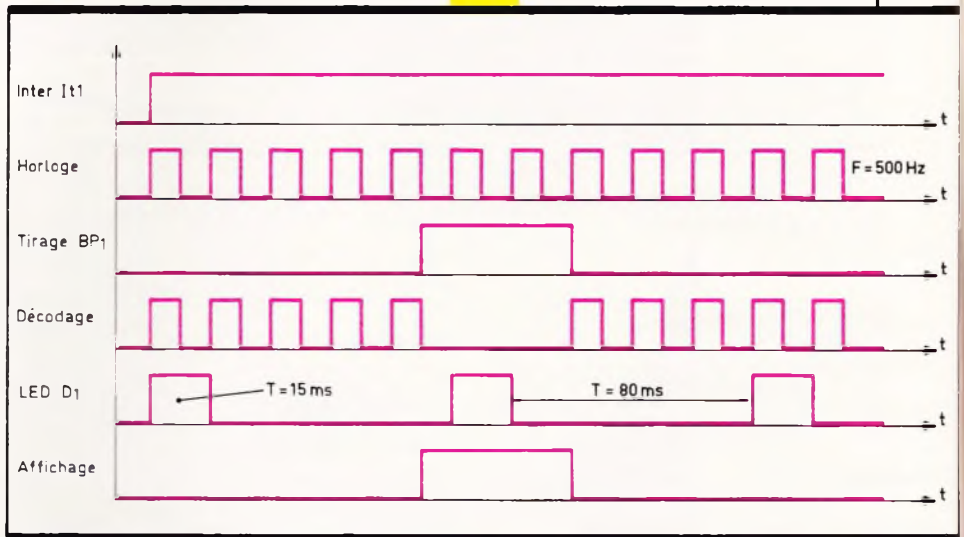 Inter It1
t
Horloge
F = 500 Hz
t
Tirage BP1
t
Décodage
t
LED D1
T = 15 ms
T = 80 ms
t
Affichage
t